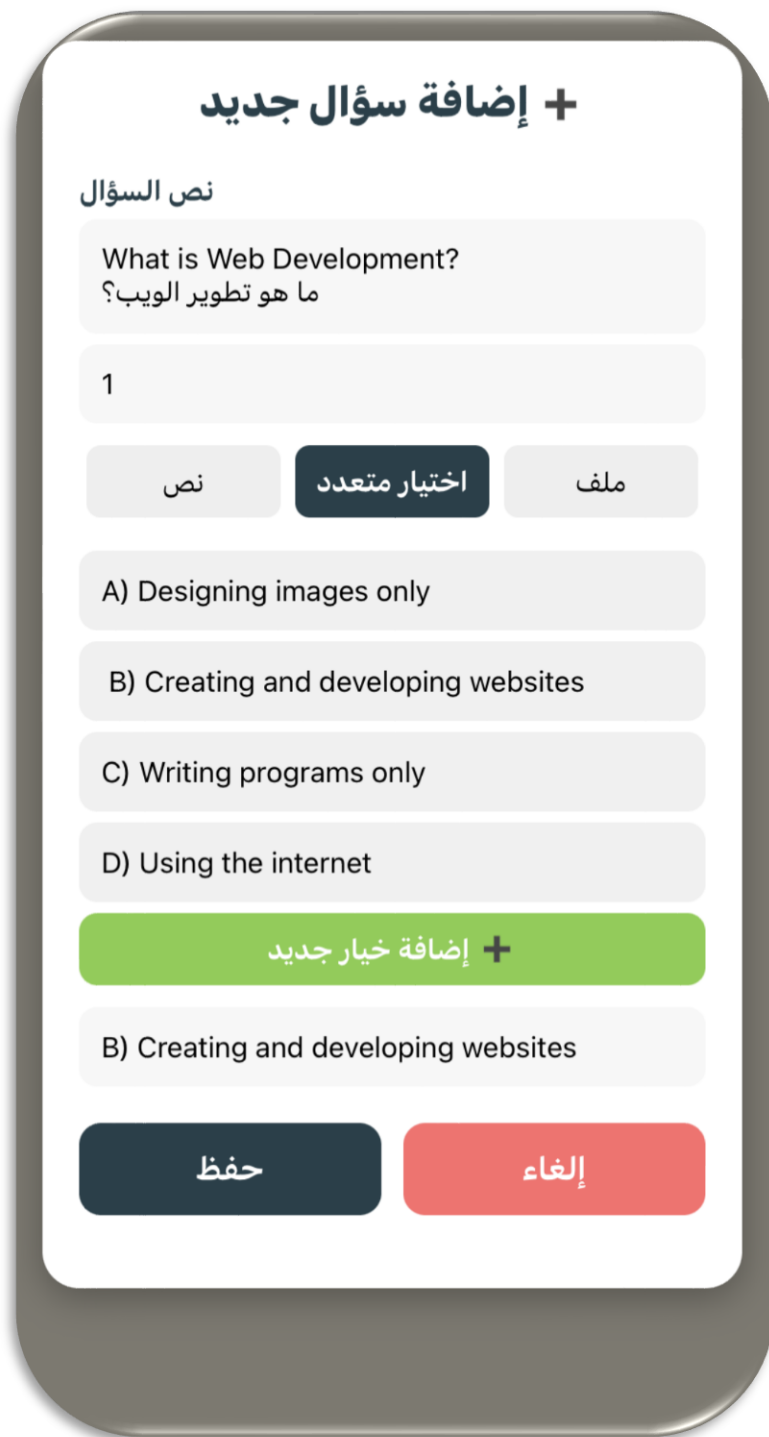 ➕ إضافة سؤال جديد
نص السؤال
What is Web Development?
ما هو تطوير الويب؟
1
نص
اختيار متعدد
ملف
A) Designing images only
B) Creating and developing websites
C) Writing programs only
D) Using the internet
➕ إضافة خيار جديد
B) Creating and developing websites
حفظ
إلغاء